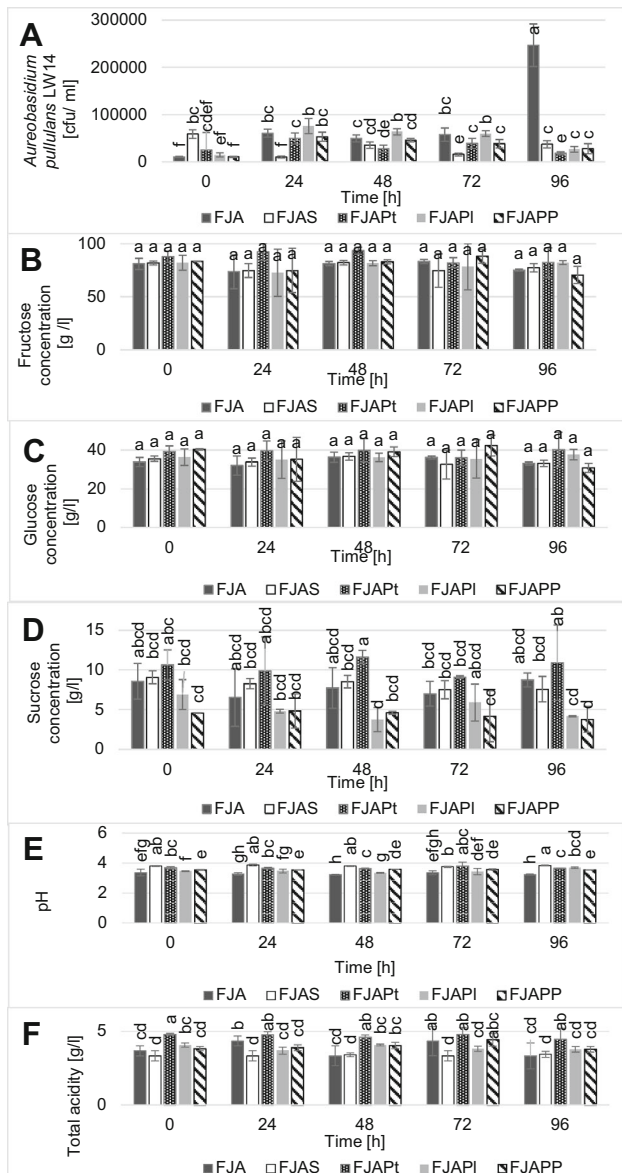 A
Aureobasidium
pullulans LW14
[cfu/ ml]
300000
200000
100000
0
f bc cdef ef f
bc f c b bc
bc cd de b cd
bc e c b c
a c e c c
0 24 48 72 96
Time [h]
FJA FJAS FJAPt FJAPl FJAPP
B
Fructose
concentration
[g /l]
100
50
0
a a a a a
a a a a a
a a a a a
a a a a a
a a a a a
0 24 48 72 96
Time [h]
FJA FJAS FJAPt FJAPl FJAPP
C
Glucose
concentration
[g/l]
40
20
0
a a a a a
a a a a a
a a a a a
a a a a a
a a a a a
0 24 48 72 96
Time [h]
FJA FJAS FJAPt FJAPl FJAPP
D
Sucrose
concentration
[g/l]
15
10
5
0
abcd bcd abc bcd cd
abcd bcd abcd bcd bcd
abcd bcd a d bcd
bcd bcd bcd abcd cd
abcd bcd ab cd d
0 24 48 72 96
Time [h]
FJA FJAS FJAPt FJAPl FJAPP
E
pH
6
4
2
0
efg ab bc f e
gh ab bc fg e
h ab c g de
efgh b abc def de
h a c bcd e
0 24 48 72 96
Time [h]
FJA FJAS FJAPt FJAPl FJAPP
F
Total acidity [g/l]
5
0
cd d a bc cd
b d ab cd cd
cd d ab bc bc
ab d ab cd abc
cd d ab cd cd
0 24 48 72 96
Time [h]
FJA FJAS FJAPt FJAPl FJAPP